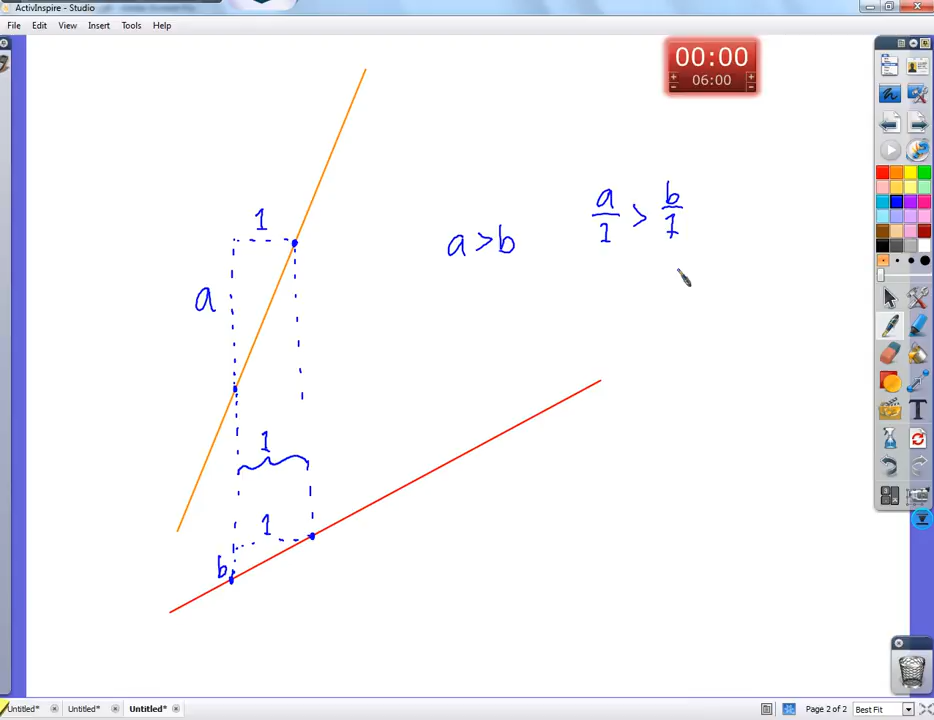 ActivInspire - Studio
File Edit View Insert Tools Help
00:00
06:00
1
a
a > b
a/1 > b/1
1
1
b
Untitled* Untitled* Untitled*
Page 2 of 2 Best Fit